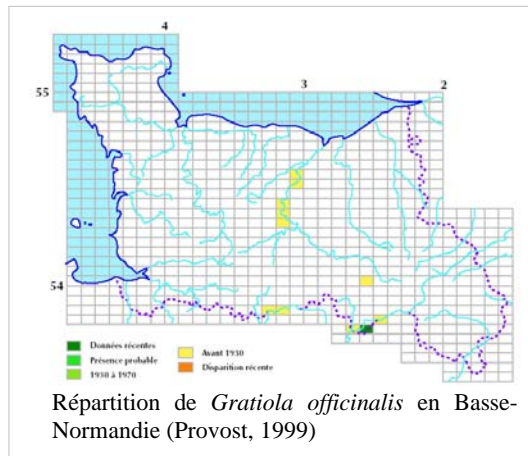 4
3
2
55
54
Données récentes
Présence probable
1930 à 1970
Avant 1930
Disparition récente
Répartition de Gratiola officinalis en Basse-
Normandie (Provost, 1999)